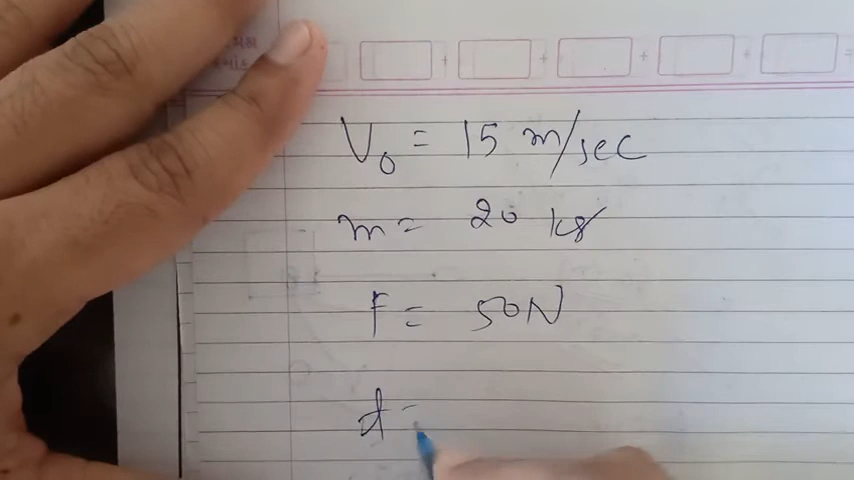 V₀ = 15 m/sec
m = 20 kg
F = 50N
d =